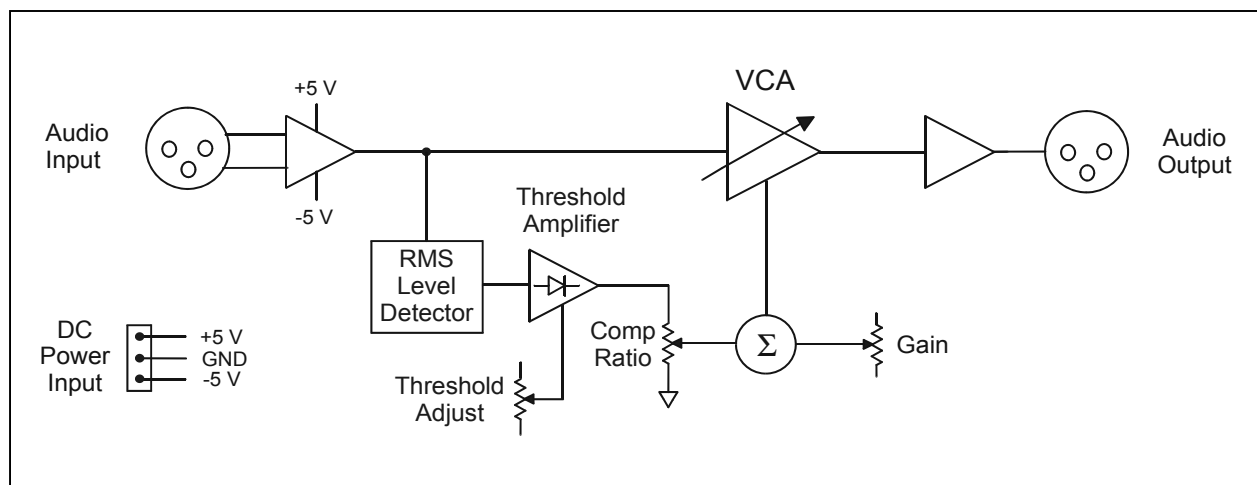 VCA
+5 V
Audio
Input
Audio
Output
-5 V
Threshold
Amplifier
RMS
Level
Detector
DC
Power
Input
+5 V
GND
-5 V
Comp
Ratio
Σ
Gain
Threshold
Adjust